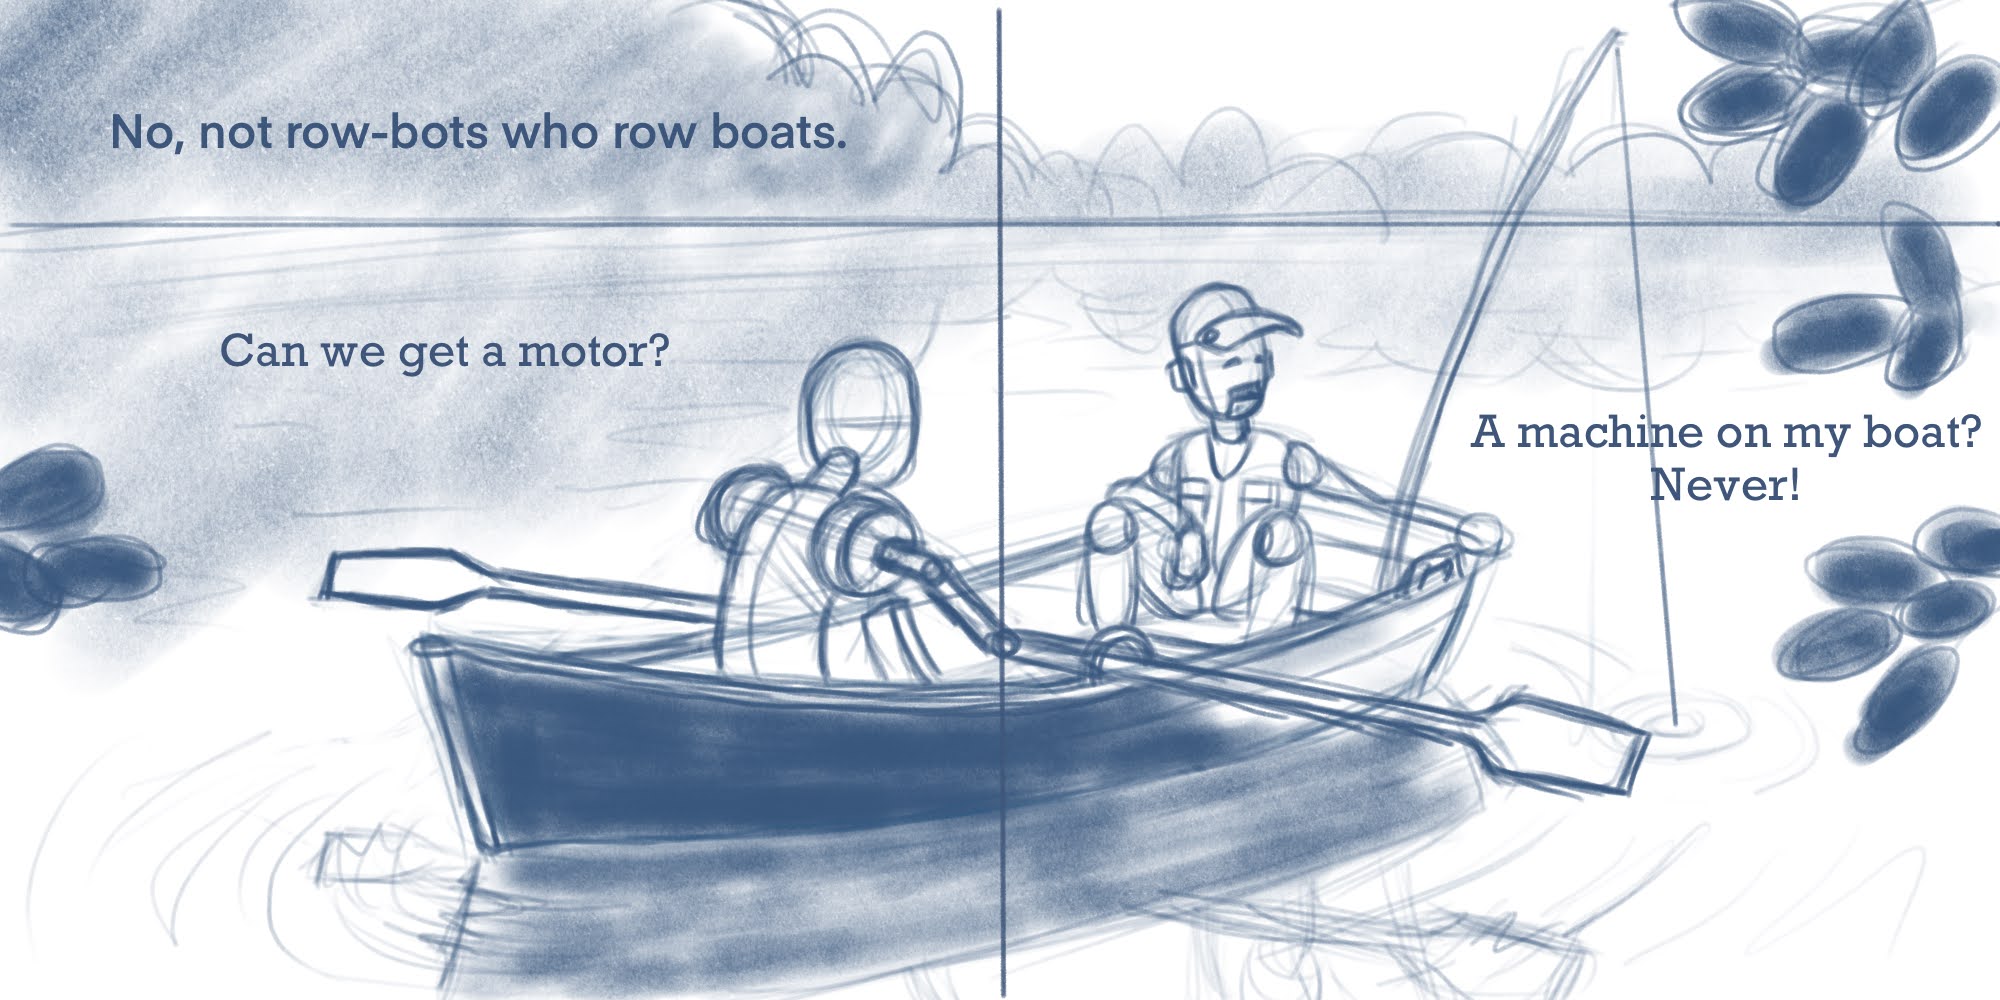 No, not row-bots who row boats.
Can we get a motor?
A machine on my boat?
Never!